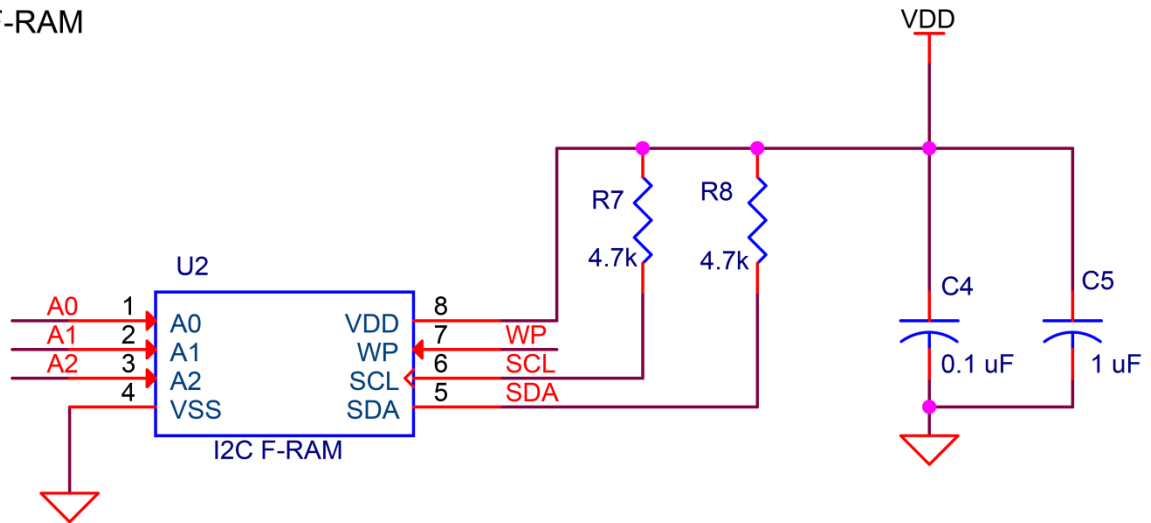 F-RAM
VDD
R7
R8
4.7k
4.7k
U2
C4
C5
0.1 uF
1 uF
A0 1 A0
A1 2 A1
A2 3 A2
4 VSS
VDD 8
WP 7 WP
SCL 6 SCL
SDA 5 SDA
I2C F-RAM